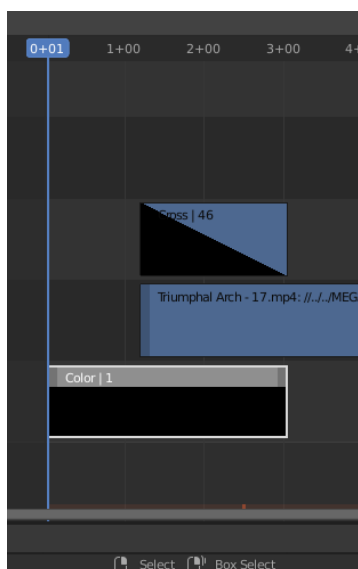 0+01 1+00 2+00 3+00
Cross | 46
Triumphal Arch - 17.mp4: //../../MEG
Color | 1
Select Box Select